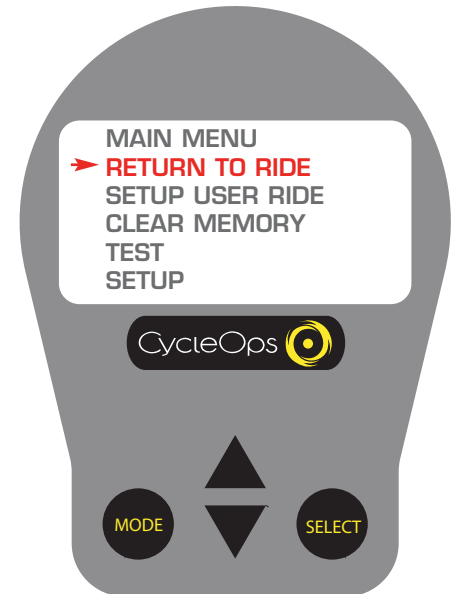 MAIN MENU
RETURN TO RIDE
SETUP USER RIDE
CLEAR MEMORY
TEST
SETUP
CycleOps
MODE
SELECT